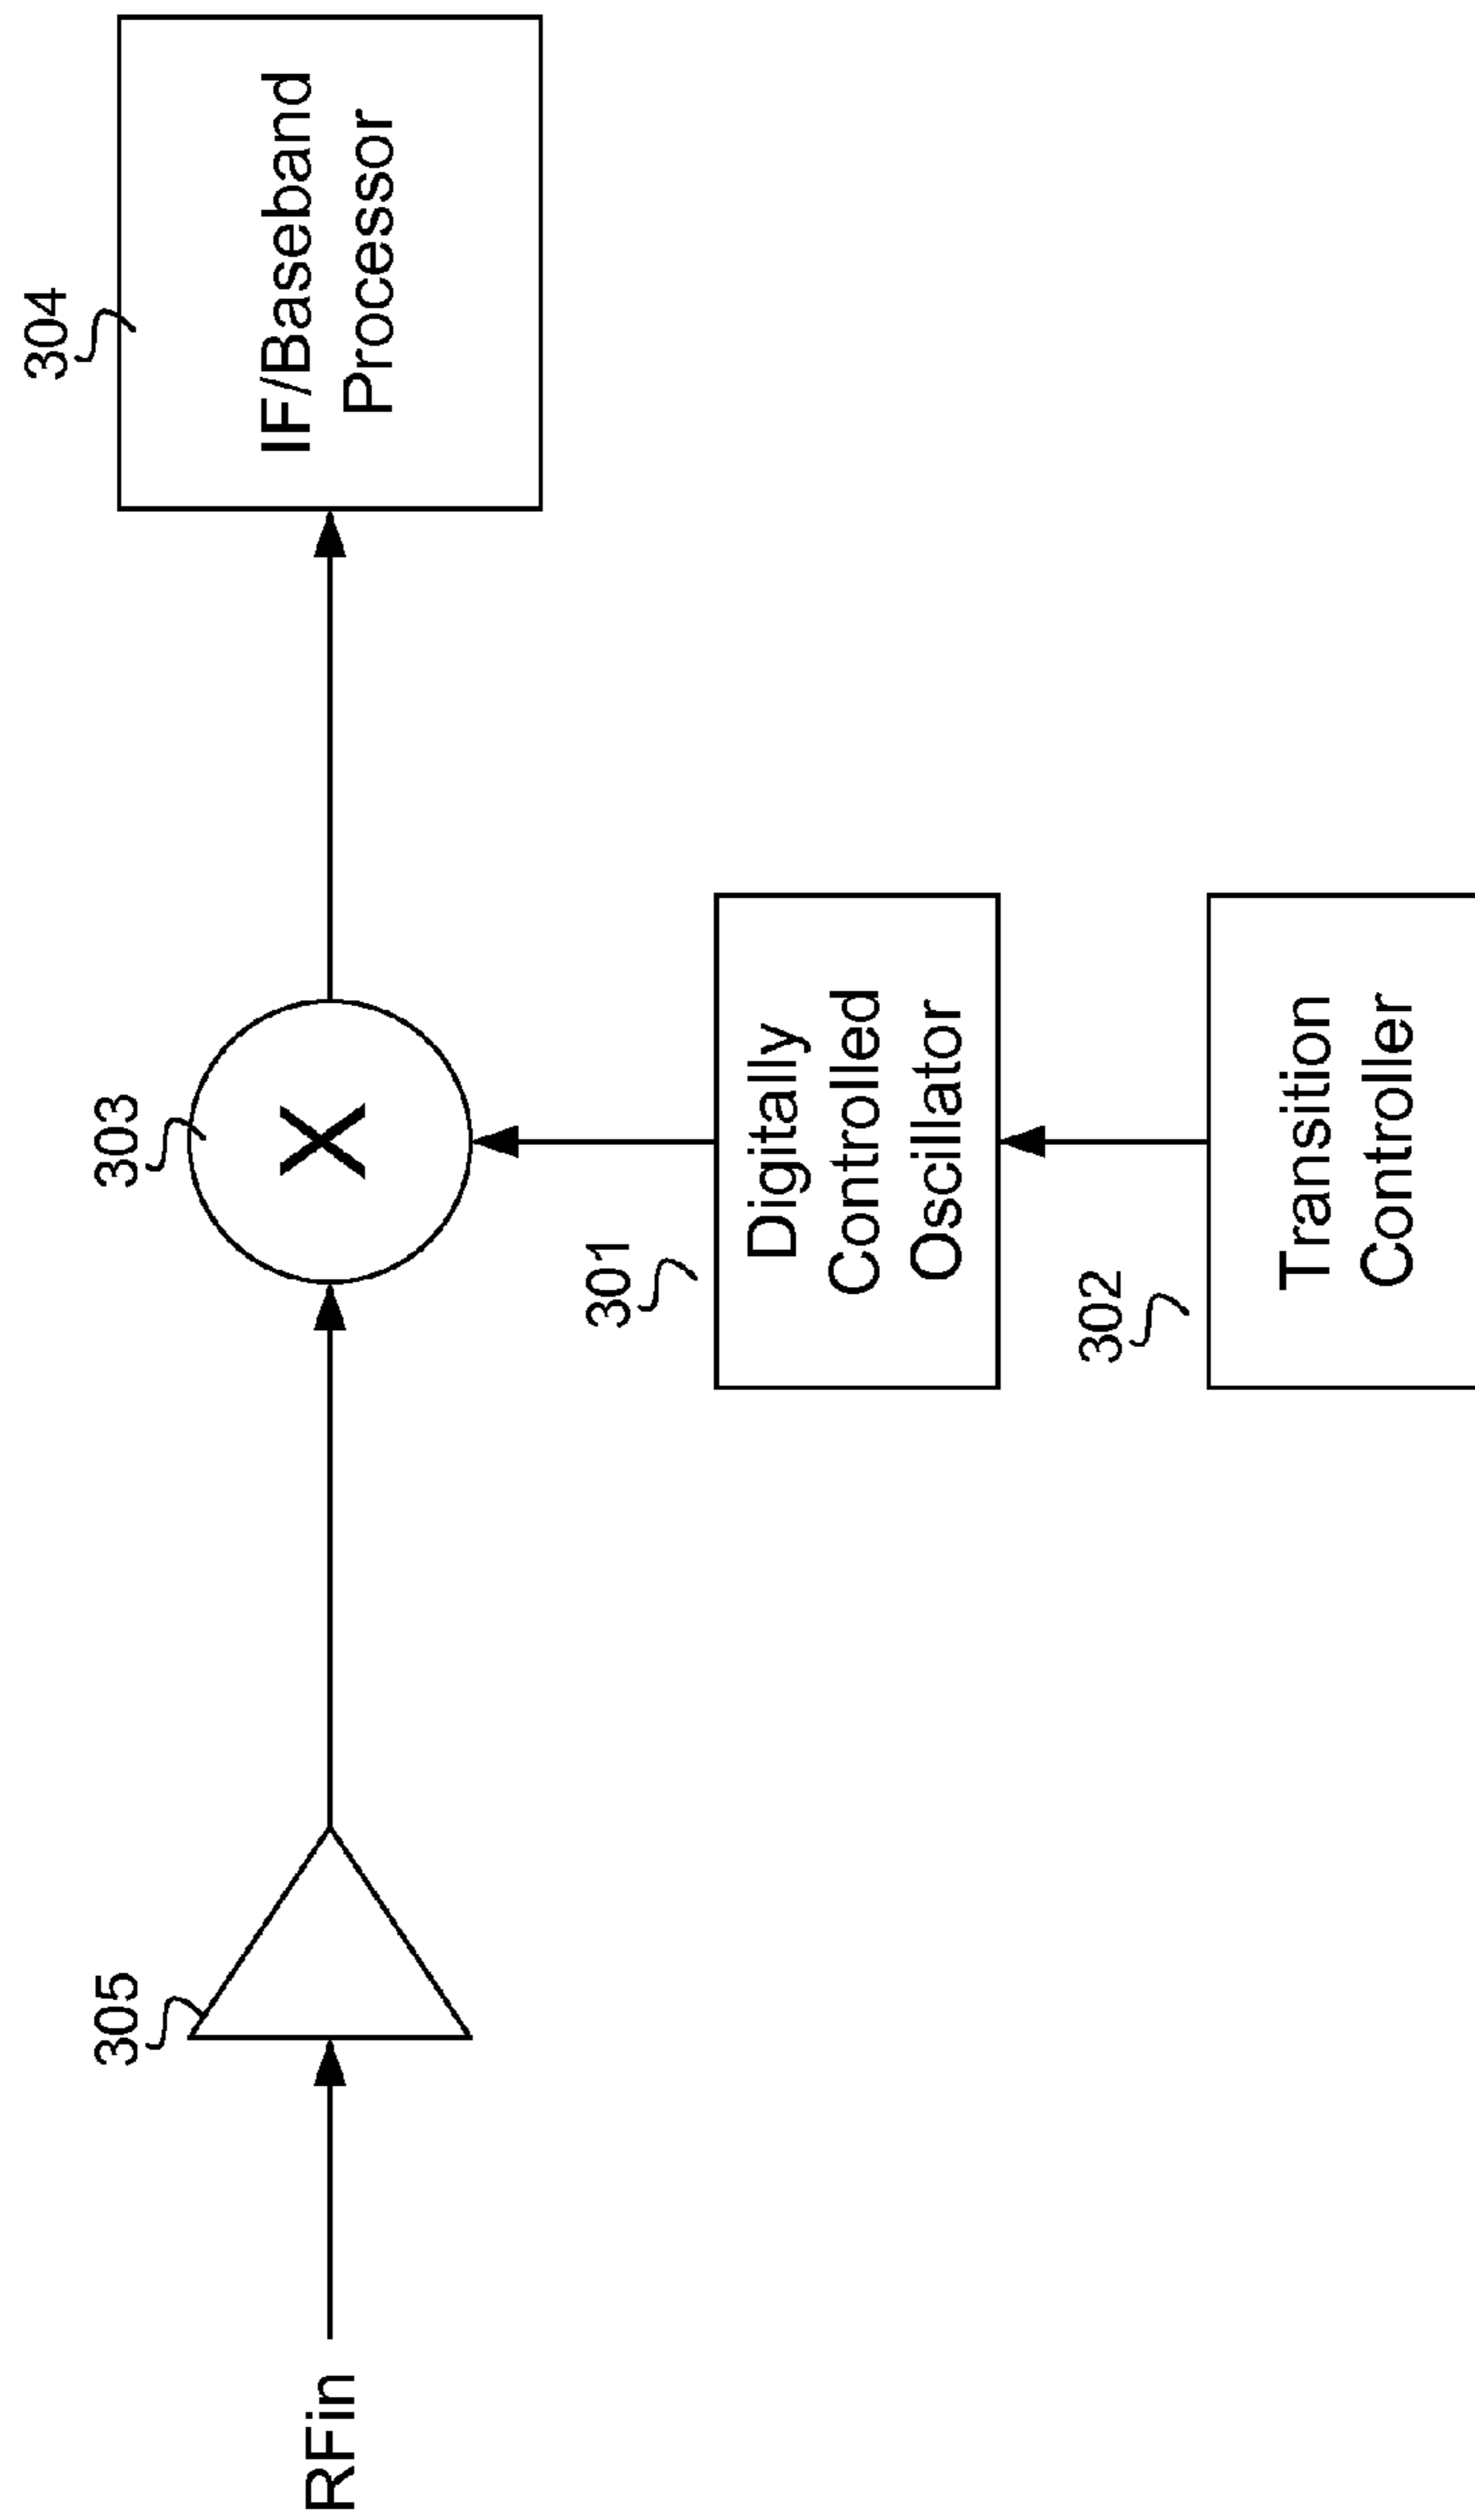 304
IF/Baseband
Processor
303
X
305
RFin
301
Digitally
Controlled
Oscillator
302
Transition
Controller